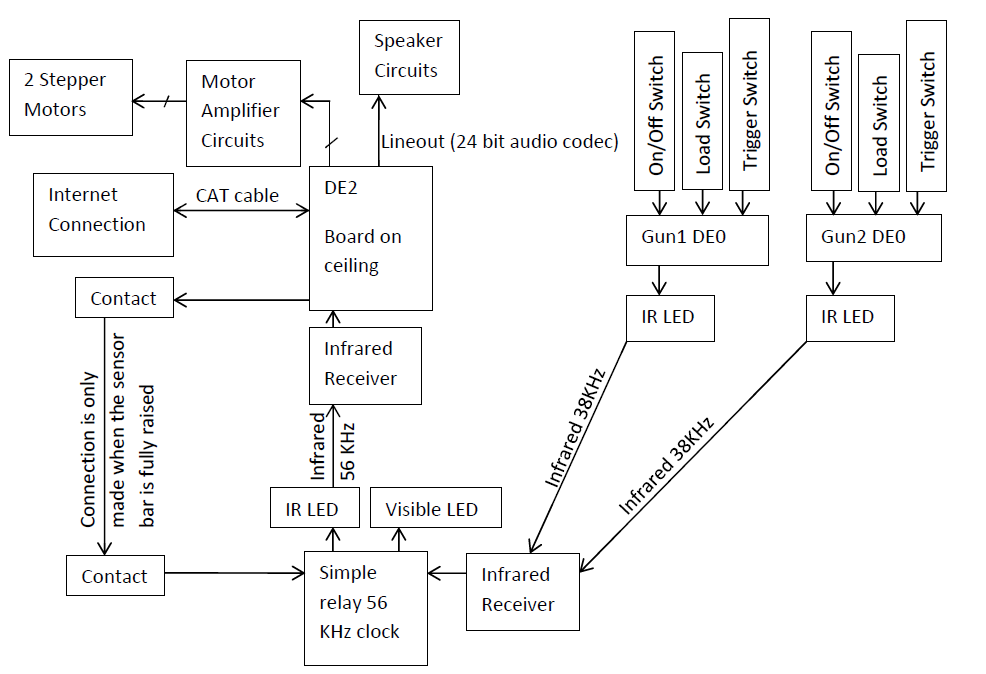 Speaker
Circuits
2 Stepper
Motors
Motor
Amplifier
Circuits
Lineout (24 bit audio codec)
On/Off Switch
Load Switch
Trigger Switch
On/Off Switch
Load Switch
Trigger Switch
Internet
Connection
CAT cable
DE2
Board on
ceiling
Gun1 DE0
Gun2 DE0
Contact
IR LED
IR LED
Infrared
Receiver
Connection is only
made when the sensor
bar is fully raised
Infrared
56 KHz
Infrared 38KHz
Infrared 38KHz
IR LED
Visible LED
Contact
Simple
relay 56
KHz clock
Infrared
Receiver